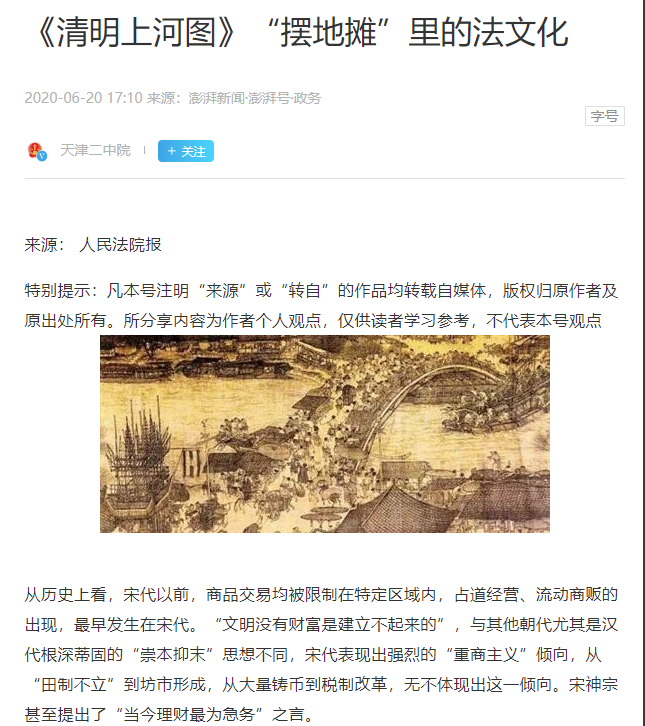 《清明上河图》“摆地摊”里的法文化
2020-06-20 17:10 来源：澎湃新闻·澎湃号·政务
字号
天津二中院
+ 关注
来源： 人民法院报
特别提示：凡本号注明“来源”或“转自”的作品均转载自媒体，版权归原作者及
原出处所有。所分享内容为作者个人观点，仅供读者学习参考，不代表本号观点
从历史上看，宋代以前，商品交易均被限制在特定区域内，占道经营、流动商贩的
出现，最早发生在宋代。“文明没有财富是建立不起来的”，与其他朝代尤其是汉
代根深蒂固的“崇本抑末”思想不同，宋代表现出强烈的“重商主义”倾向，从
“田制不立”到坊市形成，从大量铸币到税制改革，无不体现出这一倾向。宋神宗
甚至提出了“当今理财最为急务”之言。